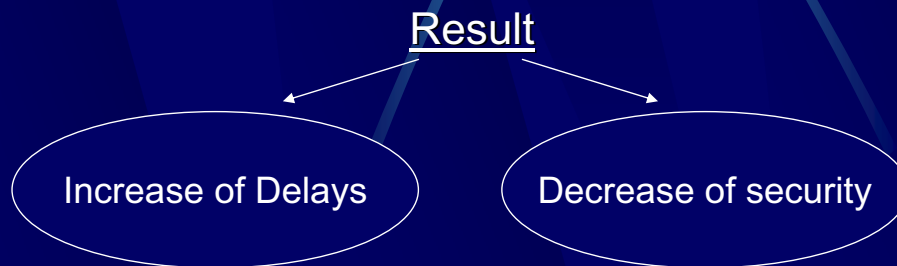 Result
Increase of Delays
Decrease of security